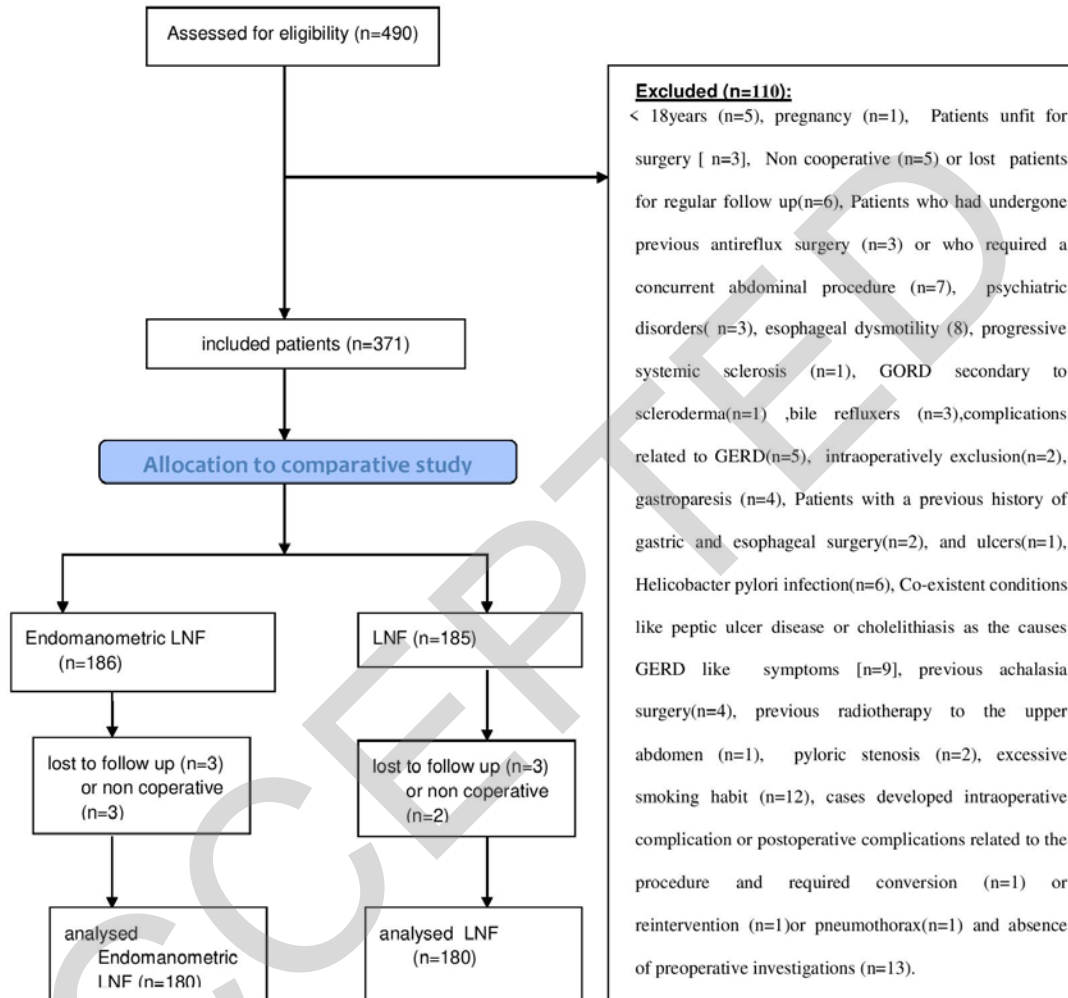 Assessed for eligibility (n=490)
Excluded (n=110):
< 18years (n=5), pregnancy (n=1), Patients unfit for
surgery [ n=3], Non cooperative (n=5) or lost patients
for regular follow up(n=6), Patients who had undergone
previous antireflux surgery (n=3) or who required a
concurrent abdominal procedure (n=7), psychiatric
disorders( n=3), esophageal dysmotility (8), progressive
systemic sclerosis (n=1), GORD secondary to
scleroderma(n=1) ,bile refluxers (n=3),complications
related to GERD(n=5), intraoperatively exclusion(n=2),
gastroparesis (n=4), Patients with a previous history of
gastric and esophageal surgery(n=2), and ulcers(n=1),
Helicobacter pylori infection(n=6), Co-existent conditions
like peptic ulcer disease or cholelithiasis as the causes
GERD like symptoms [n=9], previous achalasia
surgery(n=4), previous radiotherapy to the upper
abdomen (n=1), pyloric stenosis (n=2), excessive
smoking habit (n=12), cases developed intraoperative
complication or postoperative complications related to the
procedure and required conversion (n=1) or
reintervention (n=1)or pneumothorax(n=1) and absence
of preoperative investigations (n=13).
included patients (n=371)
Allocation to comparative study
Endomanometric LNF
(n=186)
LNF (n=185)
lost to follow up (n=3)
or non coperative
(n=3)
lost to follow up (n=3)
or non coperative
(n=2)
analysed
Endomanometric
LNF (n=180)
analysed LNF
(n=180)
CCEPTED